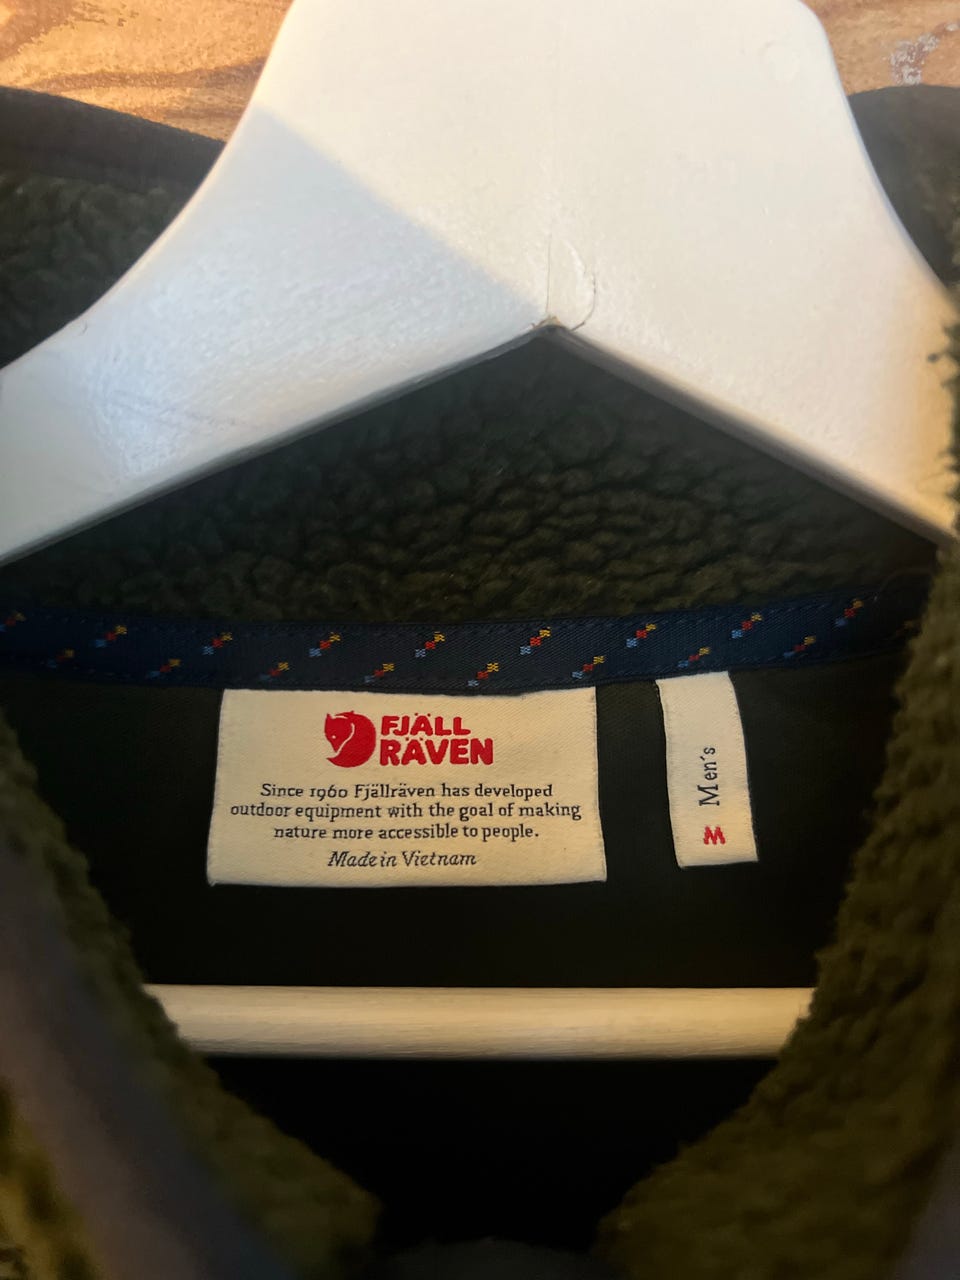 FJÄLL
RÄVEN
Since 1960 Fjällräven has developed
outdoor equipment with the goal of making
nature more accessible to people.
Made in Vietnam
Men's
M